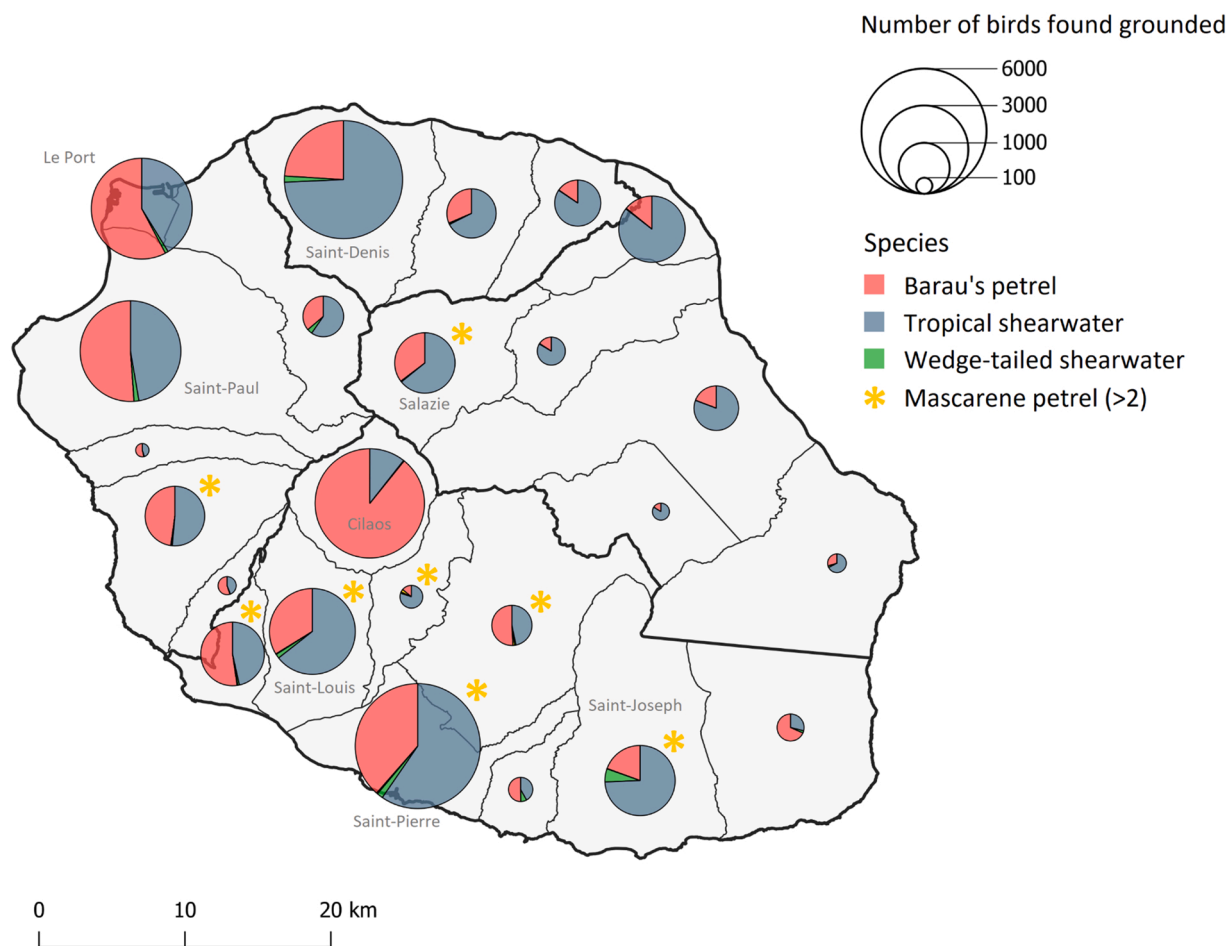 Number of birds found grounded
6000
3000
1000
100
Species
Barau's petrel
Tropical shearwater
Wedge-tailed shearwater
Mascarene petrel (>2)
Le Port
Saint-Denis
Saint-Paul
Salazie
Cilaos
Saint-Louis
Saint-Joseph
Saint-Pierre
0 10 20 km